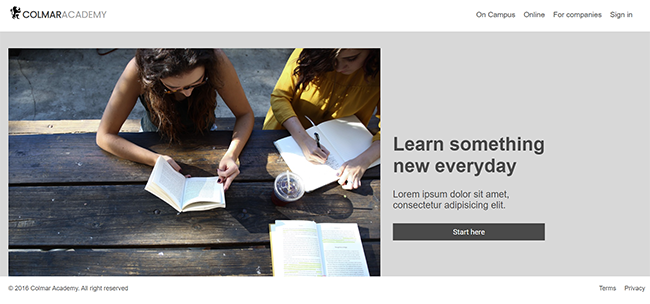 COLMARACADEMY
On Campus Online For companies Sign in
Learn something
new everyday
Lorem ipsum dolor sit amet,
consectetur adipisicing elit.
Start here
© 2016 Colmar Academy. All right reserved
Terms Privacy